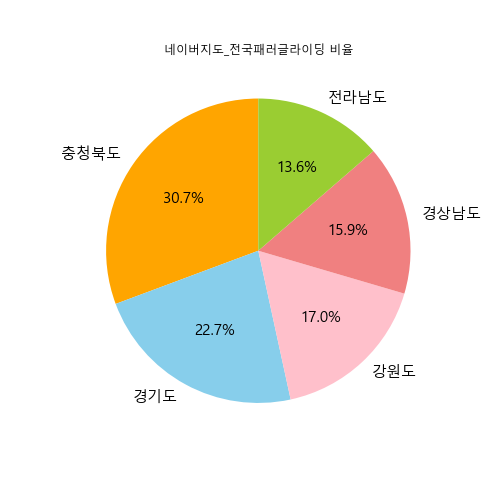 네이버지도_전국패러글라이딩 비율
전라남도
13.6%
충청북도
30.7%
경상남도
15.9%
17.0%
22.7%
강원도
경기도